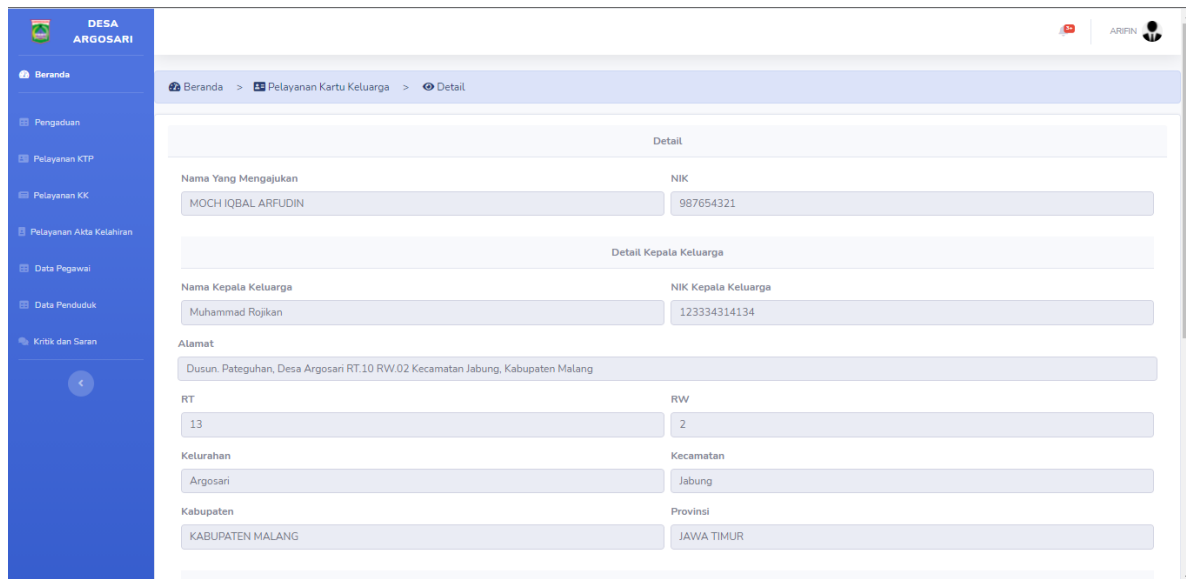 DESA
ARGOSARI
3+
ARIFIN
Beranda
Pengaduan
Pelayanan KTP
Pelayanan KK
Pelayanan Akta Kelahiran
Data Pegawai
Data Penduduk
Kritik dan Saran
Beranda > Pelayanan Kartu Keluarga > Detail
Detail
Nama Yang Mengajukan NIK
MOCH IQBAL ARFUDIN 987654321
Detail Kepala Keluarga
Nama Kepala Keluarga NIK Kepala Keluarga
Muhammad Rojikan 123334314134
Alamat
Dusun. Pateguhan, Desa Argosari RT.10 RW.02 Kecamatan Jabung, Kabupaten Malang
RT RW
13 2
Kelurahan Kecamatan
Argosari Jabung
Kabupaten Provinsi
KABUPATEN MALANG JAWA TIMUR